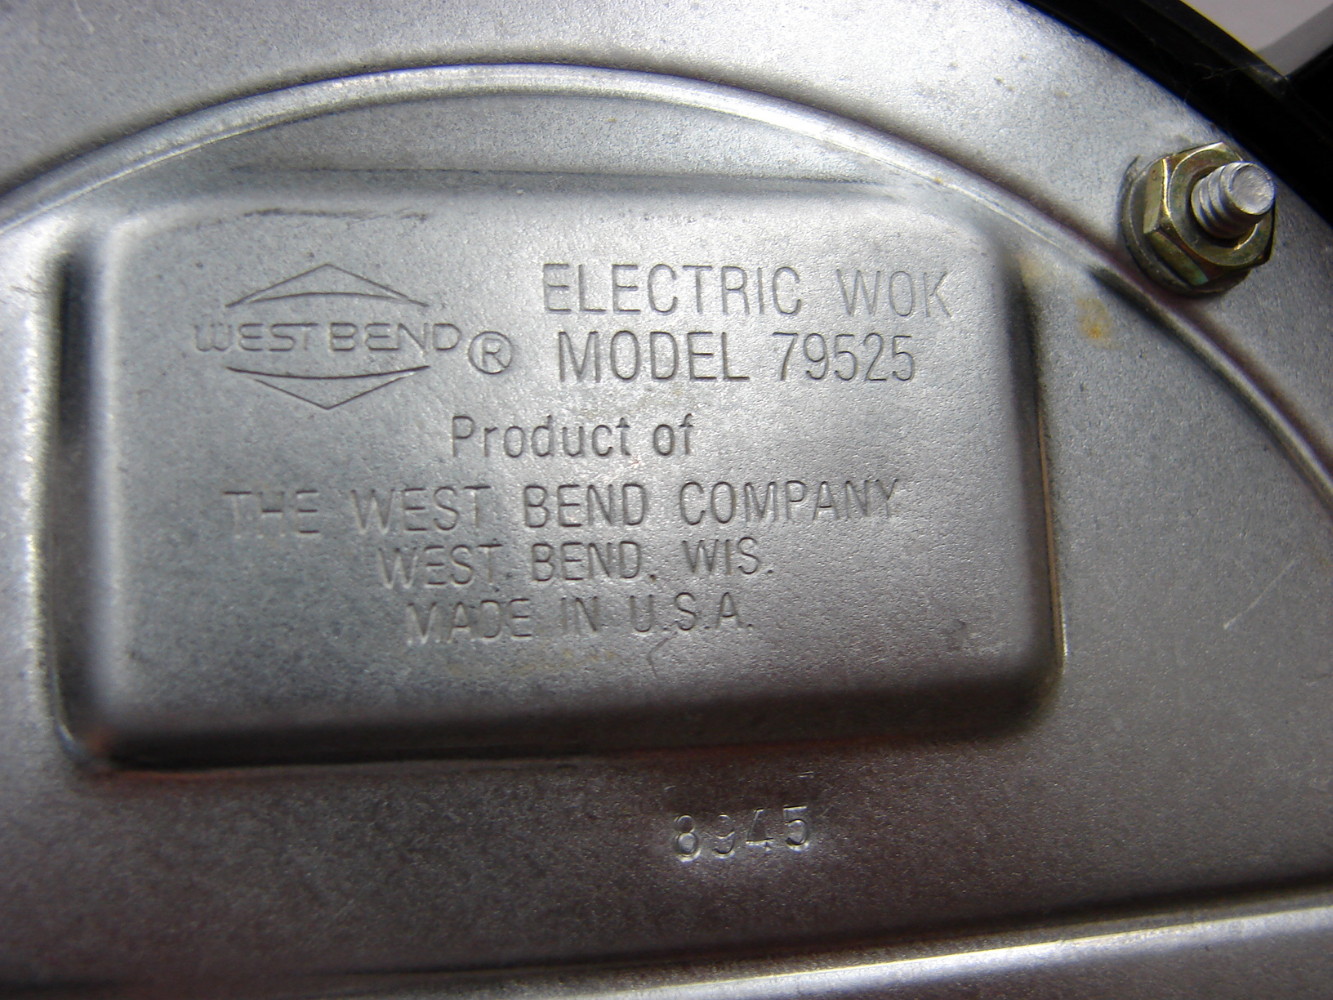 WEST BEND®
ELECTRIC WOK
MODEL 79525
Product of
THE WEST BEND COMPANY
WEST BEND, WIS.
MADE IN U.S.A.
8945